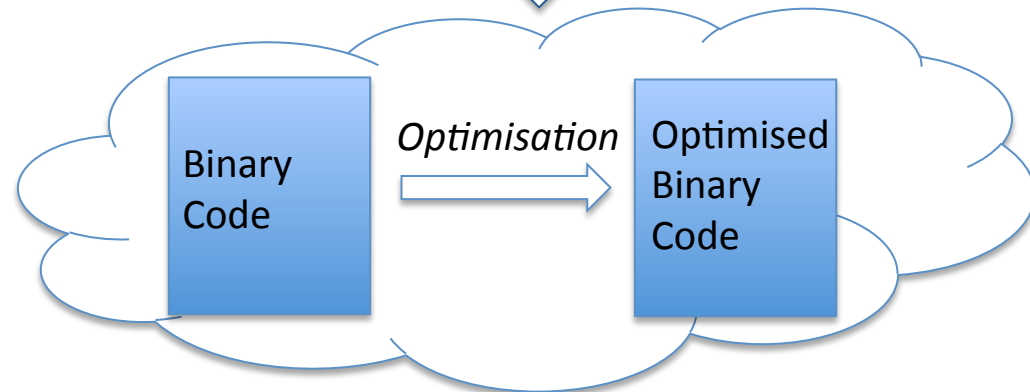 Binary
Code
Optimisation
Optimised
Binary
Code